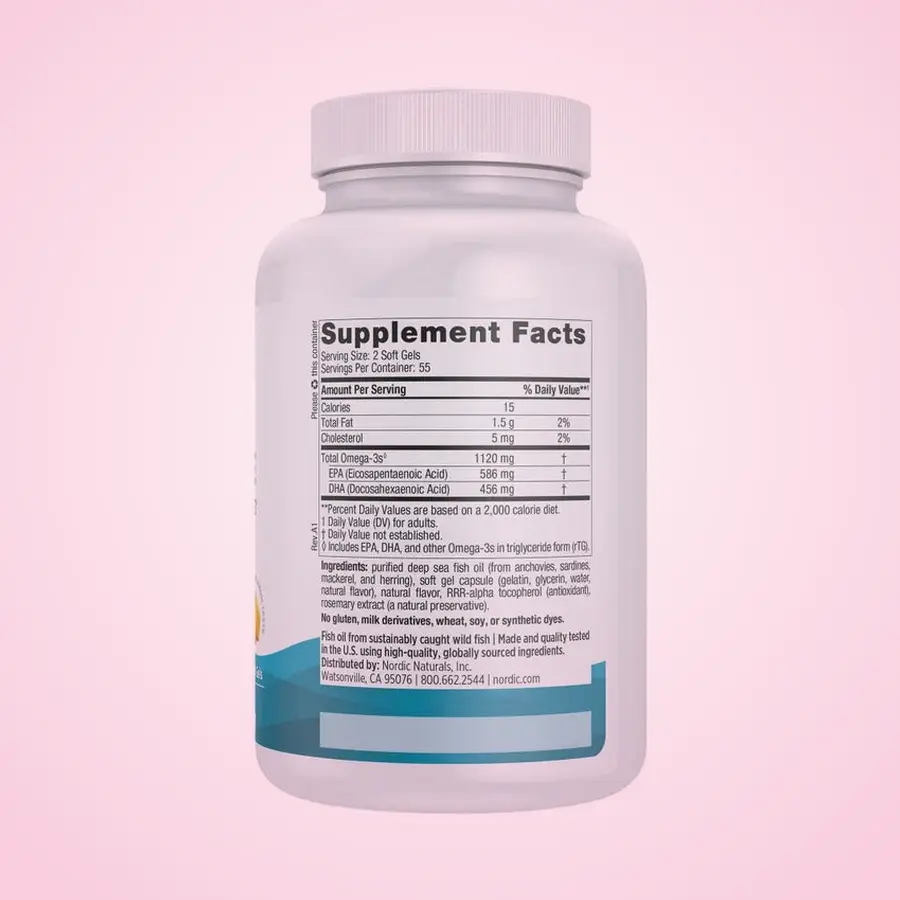 Supplement Facts
Serving Size: 2 Soft Gels
Servings Per Container: 55
Amount Per Serving % Daily Value**¹
Calories 15
Total Fat 1.5 g 2%
Cholesterol 5 mg 2%
Total Omega-3s◊ 1120 mg †
EPA (Eicosapentaenoic Acid) 586 mg †
DHA (Docosahexaenoic Acid) 456 mg †
**Percent Daily Values are based on a 2,000 calorie diet.
1 Daily Value (DV) for adults.
† Daily Value not established.
◊ Includes EPA, DHA, and other Omega-3s in triglyceride form (rTG).
Please ♻ this container
Rev A1
Ingredients: purified deep sea fish oil (from anchovies, sardines,
mackerel, and herring), soft gel capsule (gelatin, glycerin, water,
natural flavor), natural flavor, RRR-alpha tocopherol (antioxidant),
rosemary extract (a natural preservative).
No gluten, milk derivatives, wheat, soy, or synthetic dyes.
Fish oil from sustainably caught wild fish | Made and quality tested
in the U.S. using high-quality, globally sourced ingredients.
Distributed by: Nordic Naturals, Inc.
Watsonville, CA 95076 | 800.662.2544 | nordic.com